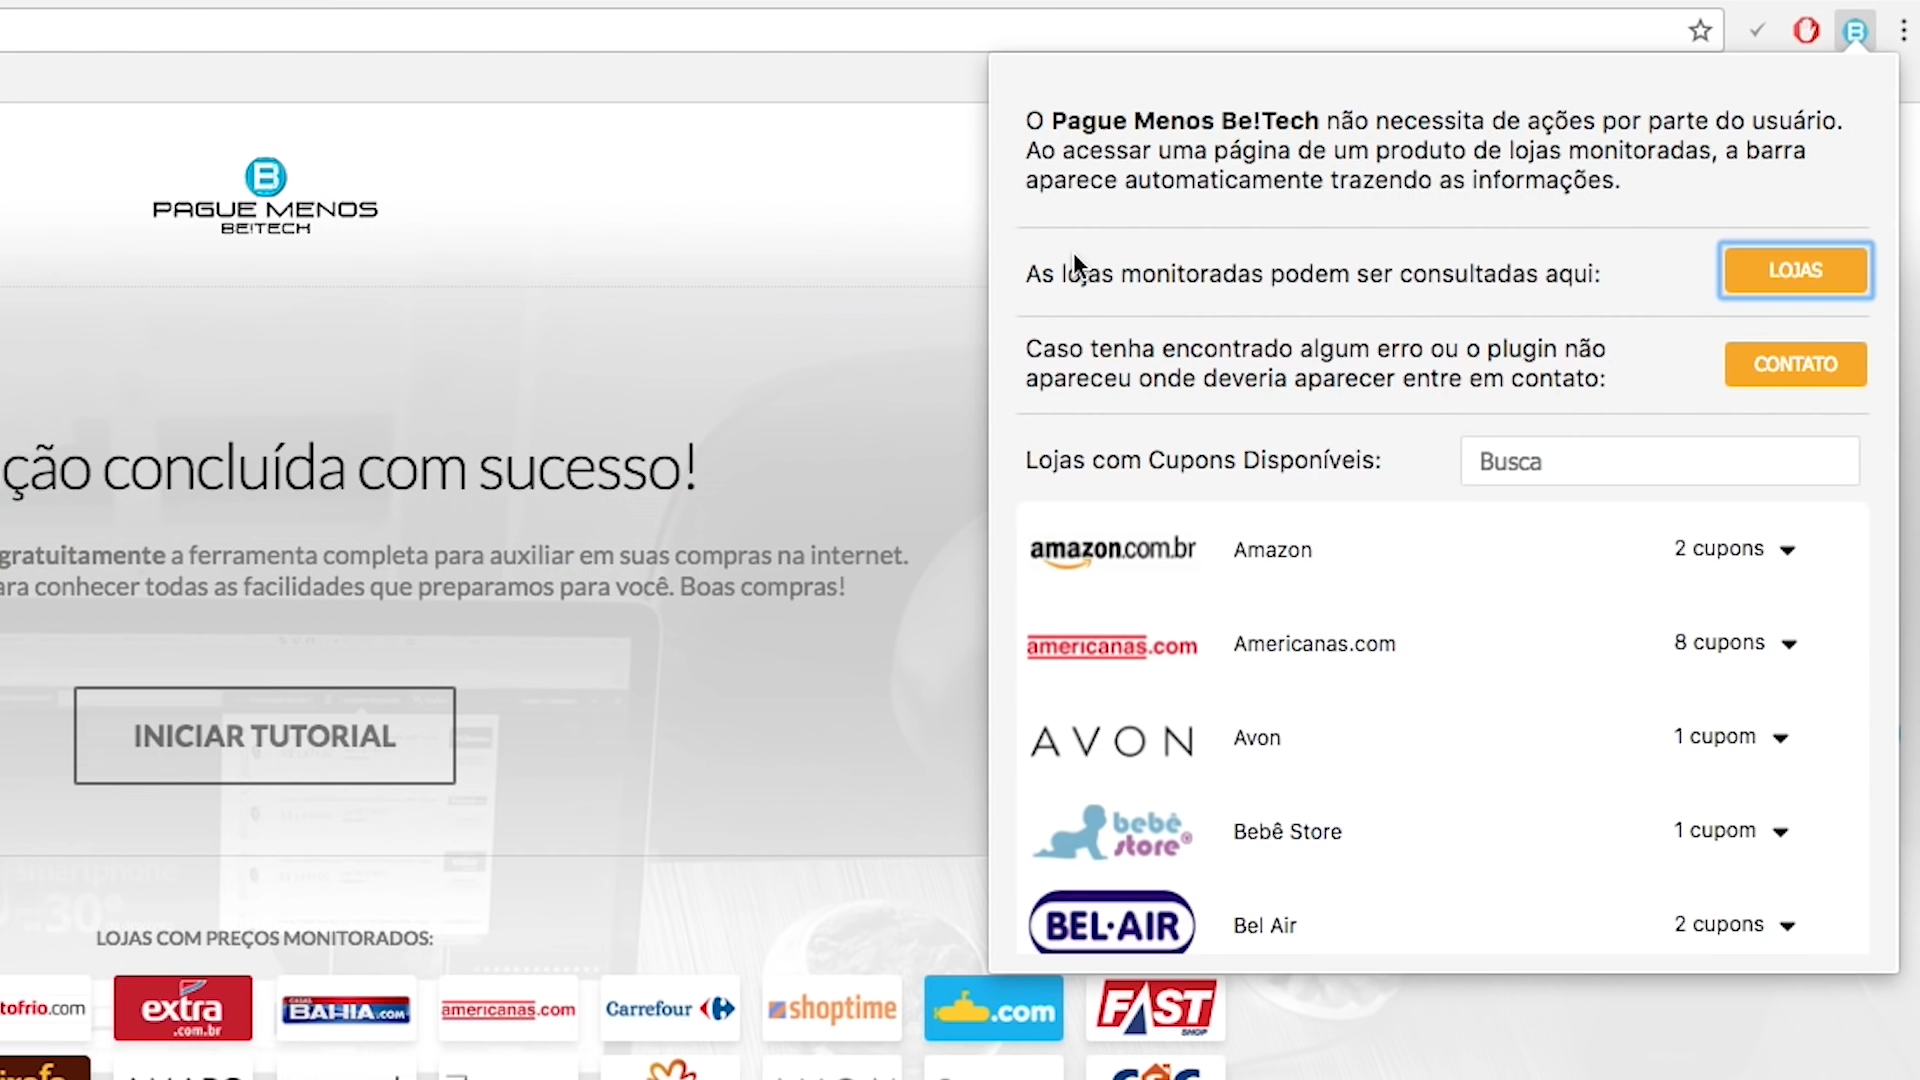 B
PAGUE MENOS
BE!TECH
ção concluída com sucesso!
gratuitamente a ferramenta completa para auxiliar em suas compras na internet.
ara conhecer todas as facilidades que preparamos para você. Boas compras!
INICIAR TUTORIAL
LOJAS COM PREÇOS MONITORADOS:
tofrio.com
extra
.com.br
CASAS
BAHIA.COM
americanas.com
Carrefour
shoptime
.com
FAST
SHOP
B
O Pague Menos Be!Tech não necessita de ações por parte do usuário.
Ao acessar uma página de um produto de lojas monitoradas, a barra
aparece automaticamente trazendo as informações.
As lojas monitoradas podem ser consultadas aqui:
LOJAS
Caso tenha encontrado algum erro ou o plugin não
apareceu onde deveria aparecer entre em contato:
CONTATO
Lojas com Cupons Disponíveis:
Busca
amazon.com.br Amazon 2 cupons
americanas.com Americanas.com 8 cupons
AVON Avon 1 cupom
bebê store® Bebê Store 1 cupom
BEL·AIR Bel Air 2 cupons